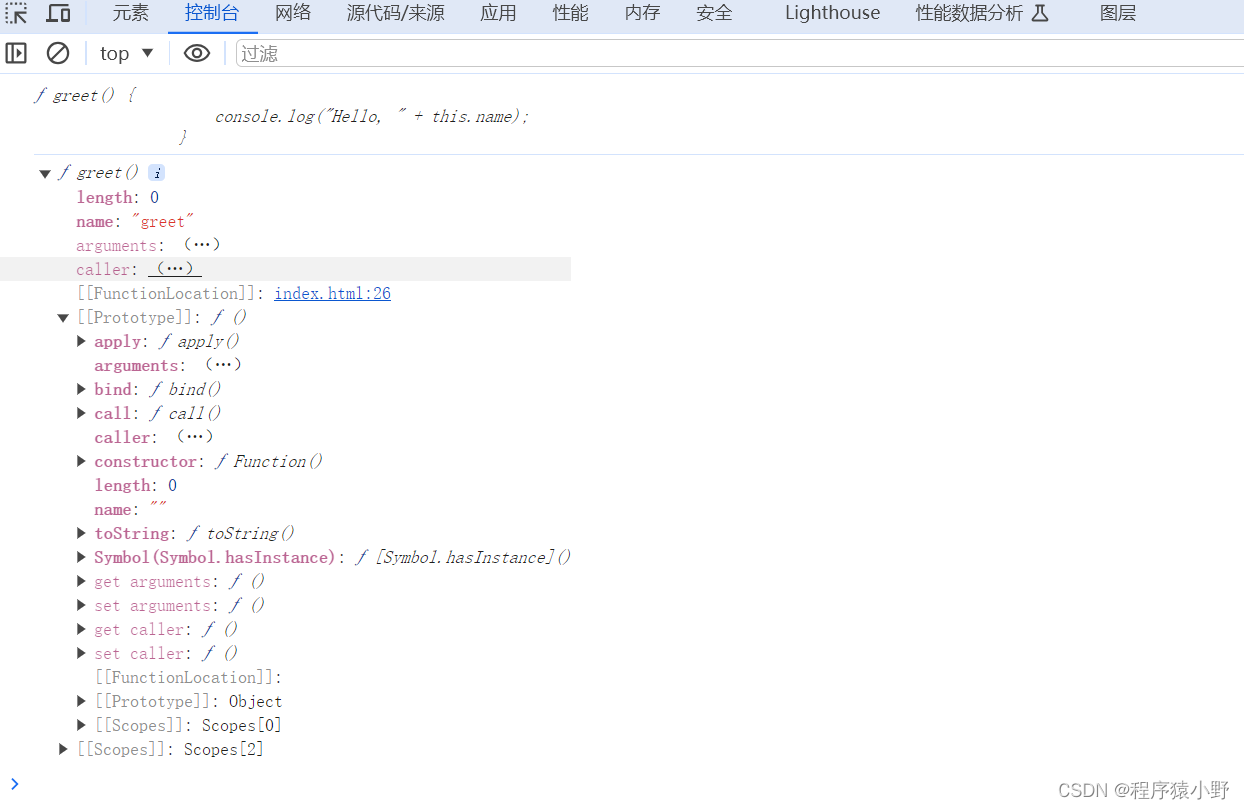 元素 控制台 网络 源代码/来源 应用 性能 内存 安全 Lighthouse 性能数据分析 图层
top ▼ 过滤
ƒ greet() {
console.log("Hello, " + this.name);
}
▼ ƒ greet() i
length: 0
name: "greet"
arguments: (...)
caller: (...)
[[FunctionLocation]]: index.html:26
▼ [[Prototype]]: ƒ ()
▶ apply: ƒ apply()
arguments: (...)
▶ bind: ƒ bind()
▶ call: ƒ call()
caller: (...)
▶ constructor: ƒ Function()
length: 0
name: ""
▶ toString: ƒ toString()
▶ Symbol(Symbol.hasInstance): ƒ [Symbol.hasInstance]()
▶ get arguments: ƒ ()
▶ set arguments: ƒ ()
▶ get caller: ƒ ()
▶ set caller: ƒ ()
[[FunctionLocation]]:
▶ [[Prototype]]: Object
▶ [[Scopes]]: Scopes[0]
▶ [[Scopes]]: Scopes[2]
CSDN @程序猿小野